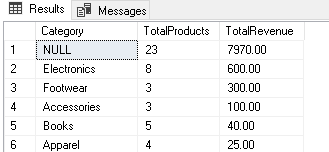 Results Messages
Category TotalProducts TotalRevenue
1 NULL 23 7970.00
2 Electronics 8 600.00
3 Footwear 3 300.00
4 Accessories 3 100.00
5 Books 5 40.00
6 Apparel 4 25.00